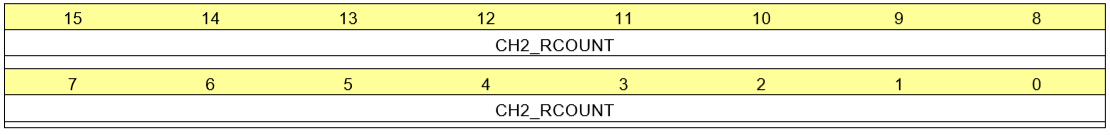 15 14 13 12 11 10 9 8
CH2_RCOUNT
7 6 5 4 3 2 1 0
CH2_RCOUNT